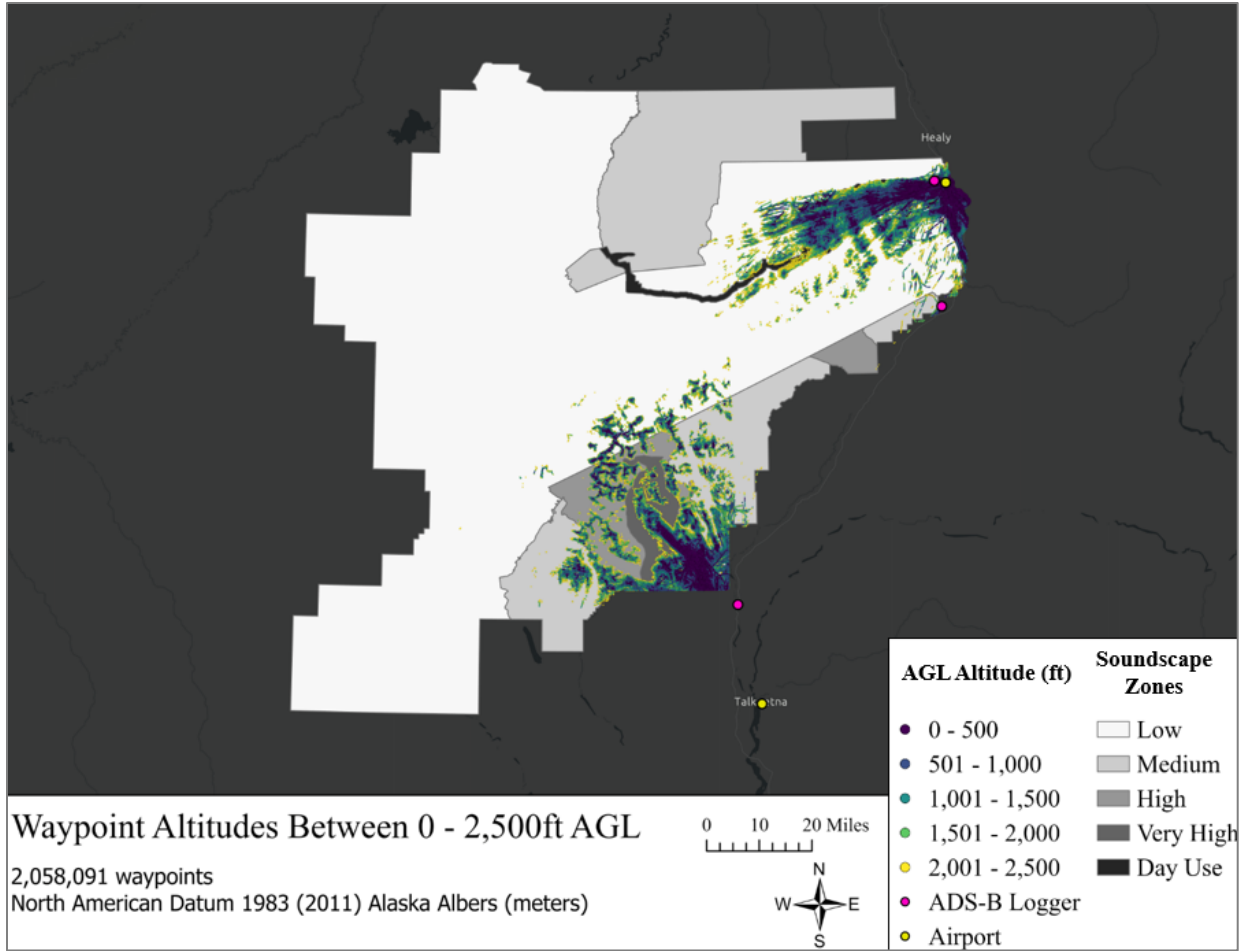 Healy
Talkeetna
Waypoint Altitudes Between 0 - 2,500ft AGL
2,058,091 waypoints
North American Datum 1983 (2011) Alaska Albers (meters)
0 10 20 Miles
N
W E
S
AGL Altitude (ft)
0 - 500
501 - 1,000
1,001 - 1,500
1,501 - 2,000
2,001 - 2,500
ADS-B Logger
Airport
Soundscape
Zones
Low
Medium
High
Very High
Day Use